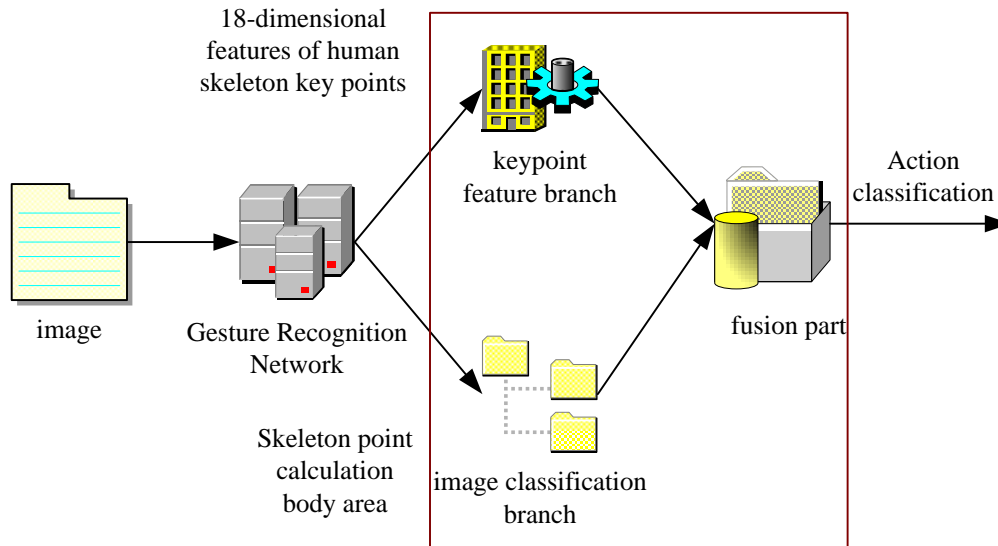 18-dimensional
features of human
skeleton key points
keypoint
feature branch
Action
classification
image
Gesture Recognition
Network
fusion part
Skeleton point
calculation
body area
image classification
branch